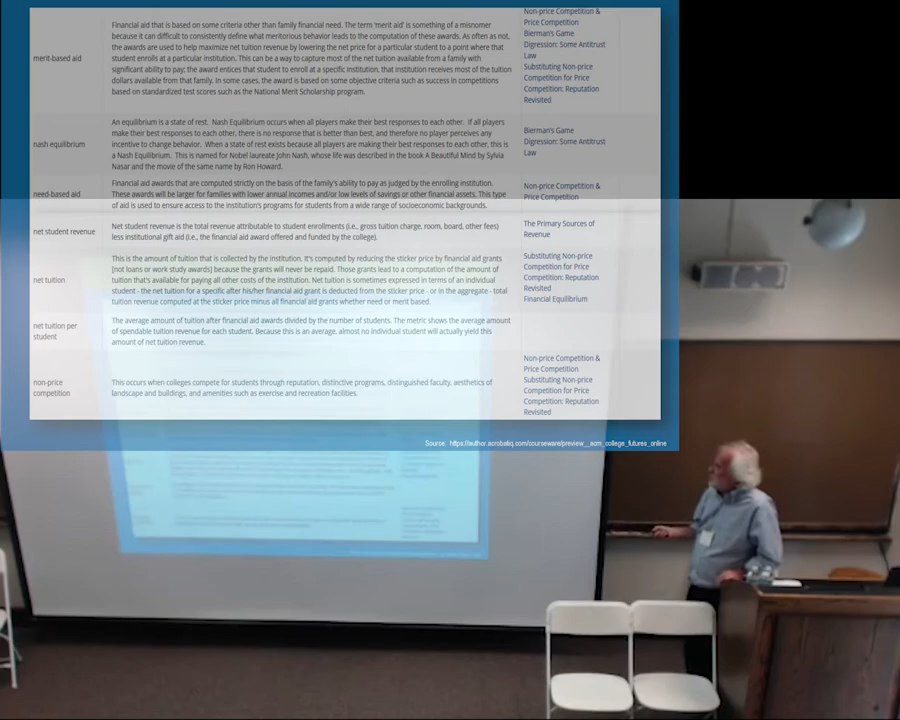 merit-based aid
Financial aid that is based on some criteria other than family financial need. The term 'merit aid' is something of a misnomer
because it can difficult to consistently define what meritorious behavior leads to the computation of these awards. As often as not,
the awards are used to help maximize net tuition revenue by lowering the net price for a particular student to a point where that
student enrolls at a particular institution. This can be a way to capture most of the net tuition available from a family with
significant ability to pay; the award entices that student to enroll at a specific institution, that institution receives most of the tuition
dollars available from that family. In some cases, the award is based on some objective criteria such as success in competitions
based on standardized test scores such as the National Merit Scholarship program.
Non-price Competition &
Price Competition
Bierman's Game
Digression: Some Antitrust
Law
Substituting Non-price
Competition for Price
Competition: Reputation
Revisited
nash equilibrium
An equilibrium is a state of rest. Nash Equilibrium occurs when all players make their best responses to each other. If all players
make their best responses to each other, there is no response that is better than best, and therefore no player perceives any
incentive to change behavior. When a state of rest exists because all players are making their best responses to each other, this is
a Nash Equilibrium. This is named for Nobel laureate John Nash, whose life was described in the book A Beautiful Mind by Sylvia
Nasar and the movie of the same name by Ron Howard.
Bierman's Game
Digression: Some Antitrust
Law
need-based aid
Financial aid awards that are computed strictly on the basis of the family's ability to pay as judged by the enrolling institution.
These awards will be larger for families with lower annual incomes and/or low levels of savings or other financial assets. This type
of aid is used to ensure access to the institution's programs for students from a wide range of socioeconomic backgrounds.
Non-price Competition &
Price Competition
net student revenue
Net student revenue is the total revenue attributable to student enrollments (i.e., gross tuition charge, room, board, other fees)
less institutional gift aid (i.e., the financial aid award offered and funded by the college).
The Primary Sources of
Revenue
net tuition
This is the amount of tuition that is collected by the institution. It's computed by reducing the sticker price by financial aid grants
[not loans or work study awards] because the grants will never be repaid. Those grants lead to a computation of the amount of
tuition that's available for paying all other costs of the institution. Net tuition is sometimes expressed in terms of an individual
student - the net tuition for a specific after his/her financial aid grant is deducted from the sticker price - or in the aggregate - total
tuition revenue computed at the sticker price minus all financial aid grants whether need or merit based.
Substituting Non-price
Competition for Price
Competition: Reputation
Revisited
Financial Equilibrium
net tuition per
student
The average amount of tuition after financial aid awards divided by the number of students. The metric shows the average amount
of spendable tuition revenue for each student. Because this is an average, almost no individual student will actually yield this
amount of net tuition revenue.
non-price
competition
This occurs when colleges compete for students through reputation, distinctive programs, distinguished faculty, aesthetics of
landscape and buildings, and amenities such as exercise and recreation facilities.
Non-price Competition &
Price Competition
Substituting Non-price
Competition for Price
Competition: Reputation
Revisited
Source: https://author.acrobatiq.com/courseware/preview__acm_college_futures_online